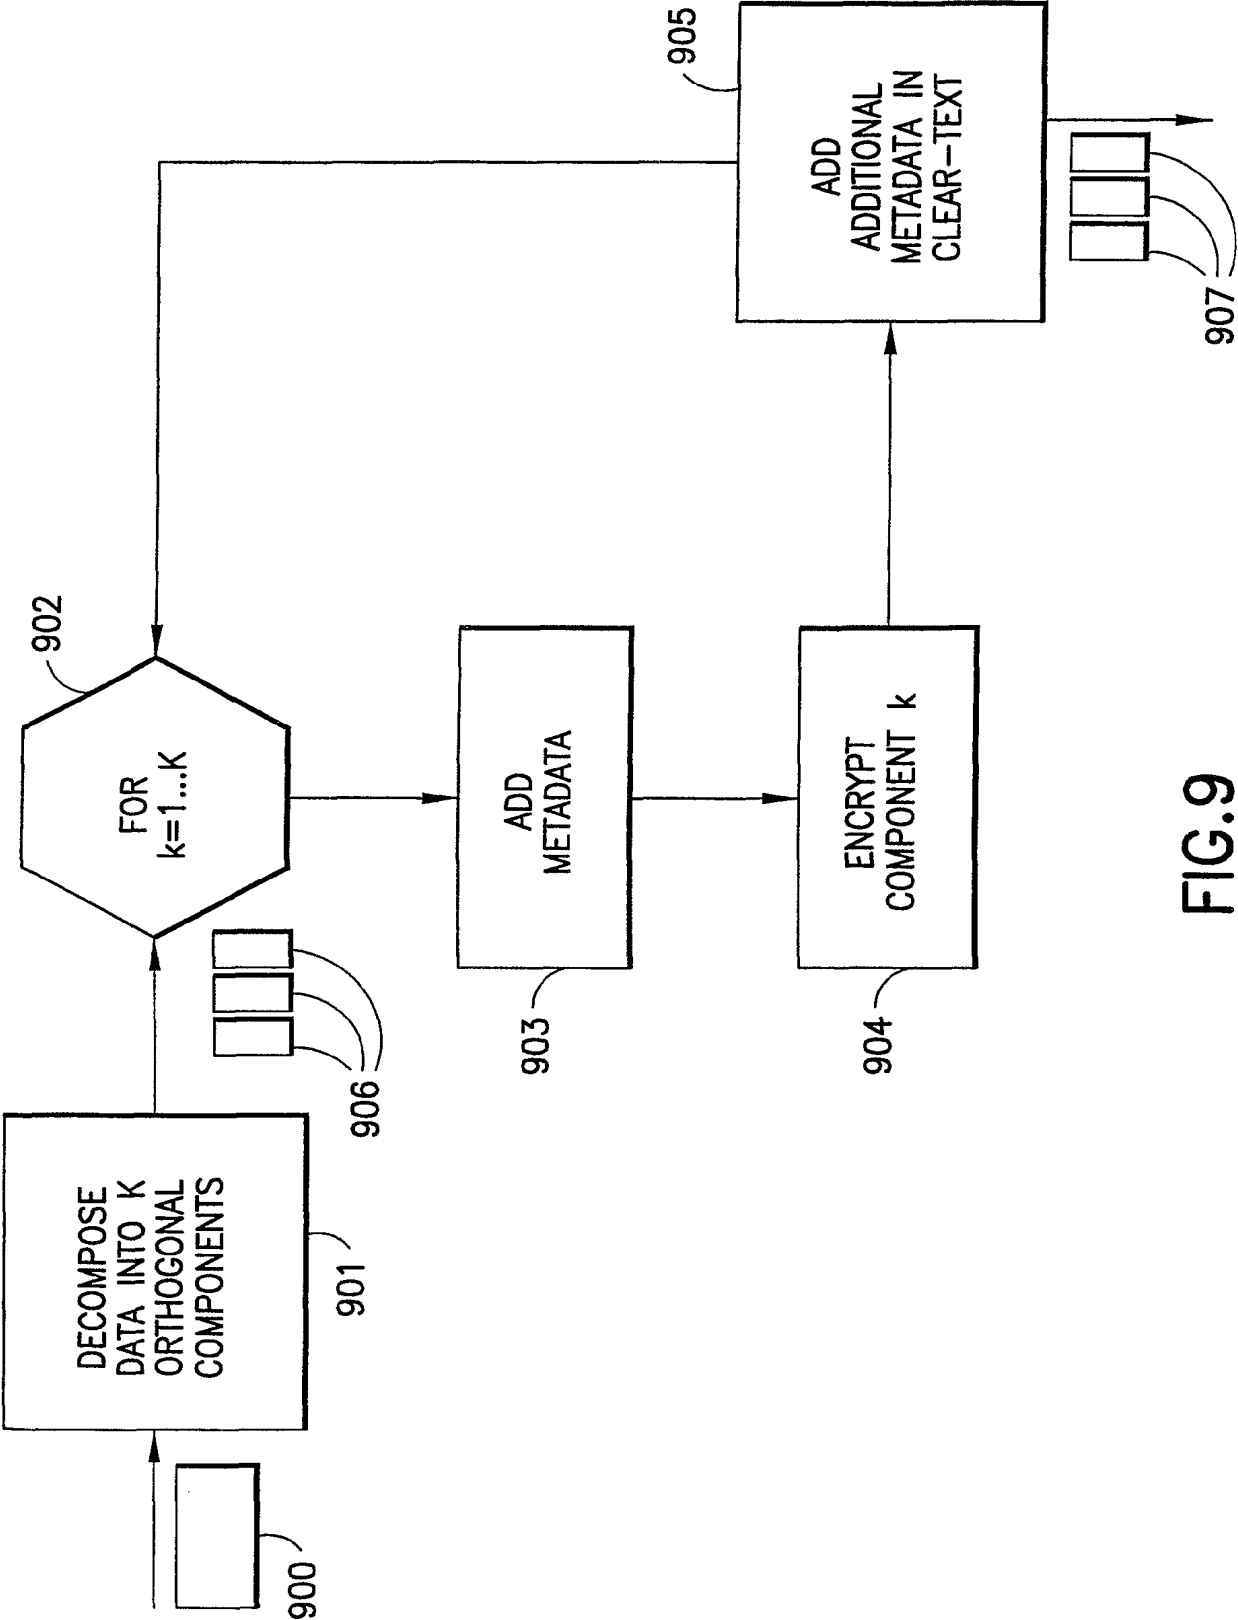 900
DECOMPOSE
DATA INTO K
ORTHOGONAL
COMPONENTS
901
906
FOR
k=1...K
902
ADD
METADATA
903
ENCRYPT
COMPONENT k
904
ADD
ADDITIONAL
METADATA IN
CLEAR-TEXT
905
907
FIG.9